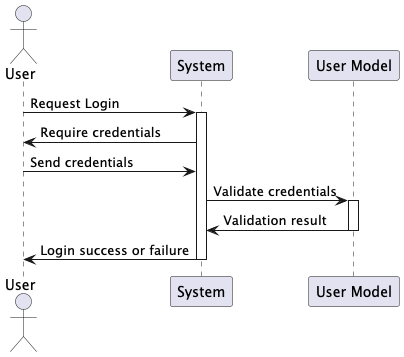 User
System
User Model
Request Login
Require credentials
Send credentials
Validate credentials
Validation result
Login success or failure
User
System
User Model